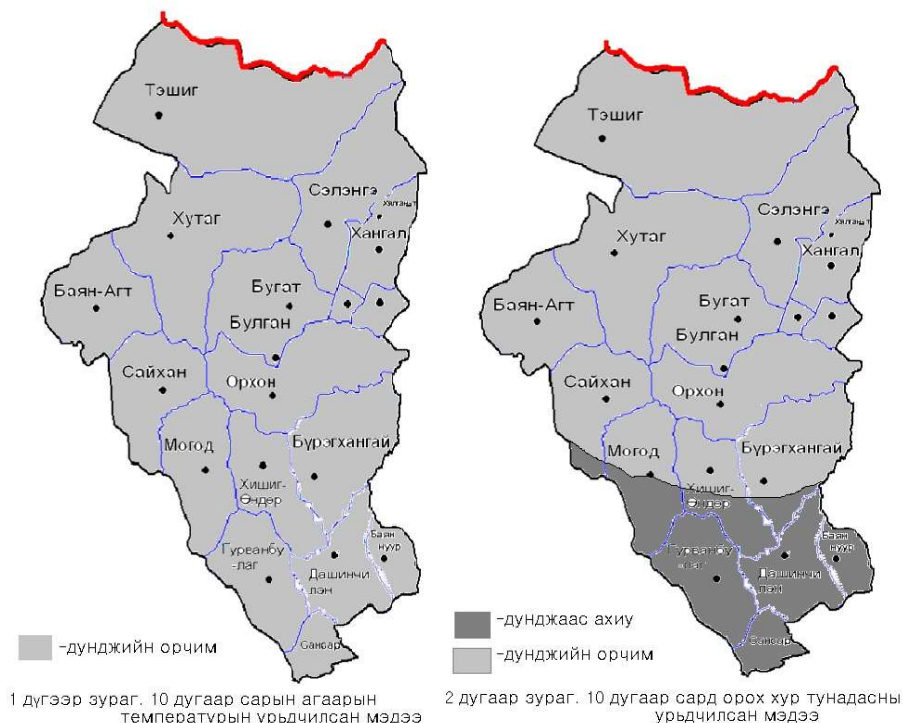 Тэшиг
Сэлэнгэ
Хялганат
Хутаг
Хангал
Баян-Агт
Бугат
Булган
Сайхан
Орхон
Могод
Бүрэгхангай
Хишиг-
Өндөр
Гурванбу
-лаг
Баян
нуур
Дашинчи
лэн
Сансар
-дунджийн орчим
1 дүгээр зураг. 10 дугаар сарын агаарын
температурын урьдчилсан мэдээ
Тэшиг
Сэлэнгэ
Хялганат
Хутаг
Хангал
Баян-Агт
Бугат
Булган
Сайхан
Орхон
Могод
Бүрэгхангай
Хишиг-
Өндөр
Гурванбу
-лаг
Баян
нуур
Дашинчи
лэн
Сансар
-дунджаас ахиу
-дунджийн орчим
2 дугаар зураг. 10 дугаар сард орох хур тунадасны
урьдчилсан мэдээ